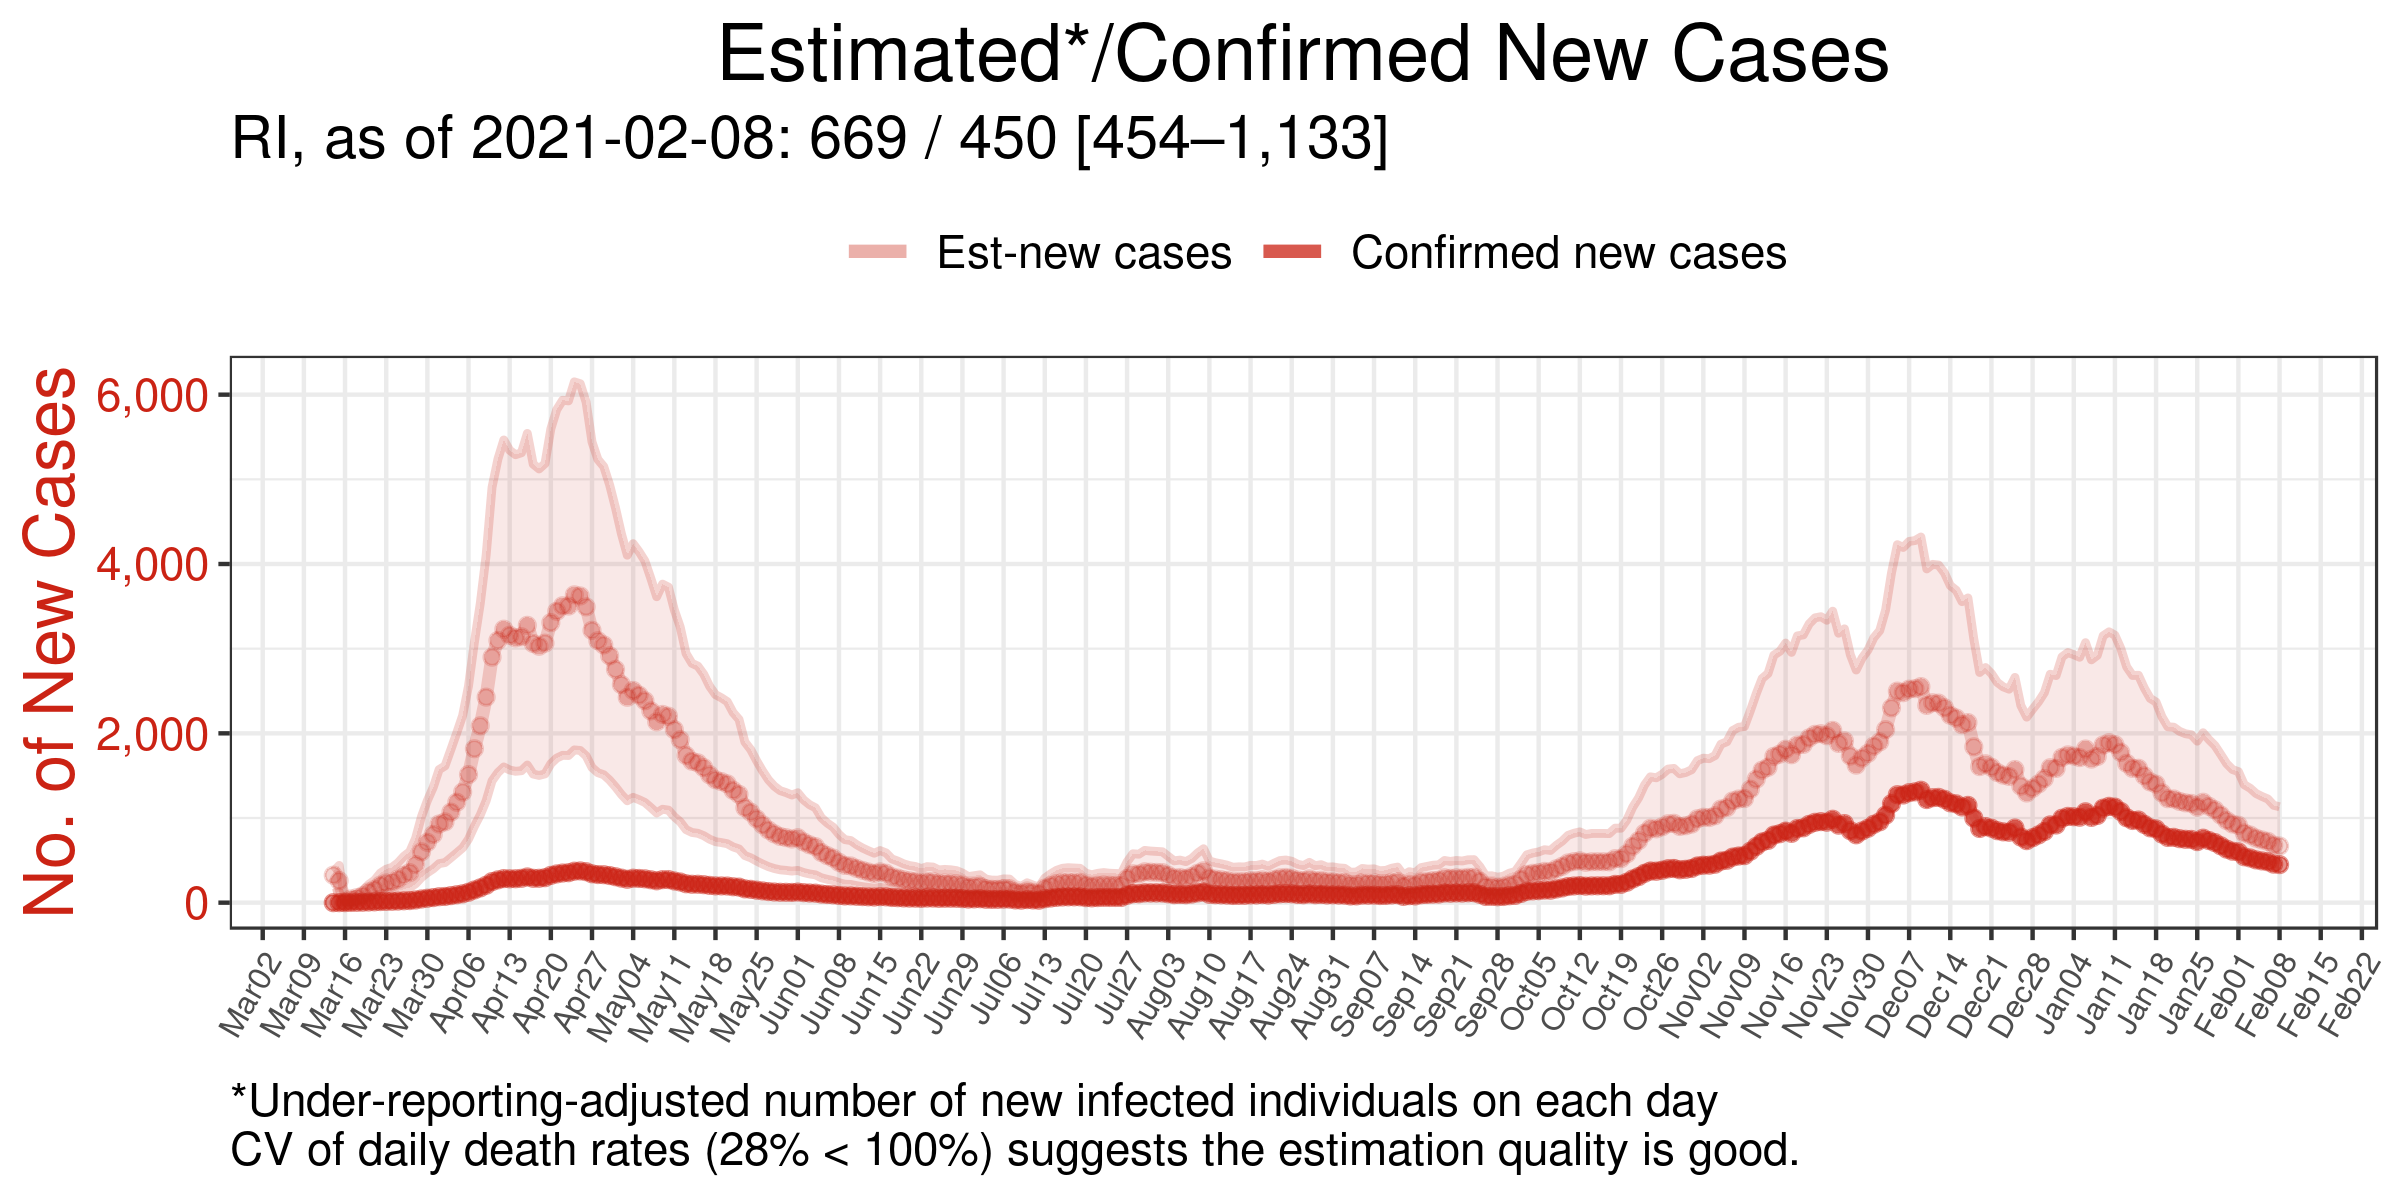 Estimated*/Confirmed New Cases
RI, as of 2021-02-08: 669 / 450 [454–1,133]
Est-new cases Confirmed new cases
No. of New Cases
6,000
4,000
2,000
0
Mar02 Mar09 Mar16 Mar23 Mar30 Apr06 Apr13 Apr20 Apr27 May04 May11 May18 May25 Jun01 Jun08 Jun15 Jun22 Jun29 Jul06 Jul13 Jul20 Jul27 Aug03 Aug10 Aug17 Aug24 Aug31 Sep07 Sep14 Sep21 Sep28 Oct05 Oct12 Oct19 Oct26 Nov02 Nov09 Nov16 Nov23 Nov30 Dec07 Dec14 Dec21 Dec28 Jan04 Jan11 Jan18 Jan25 Feb01 Feb08 Feb15 Feb22
*Under-reporting-adjusted number of new infected individuals on each day
CV of daily death rates (28% < 100%) suggests the estimation quality is good.